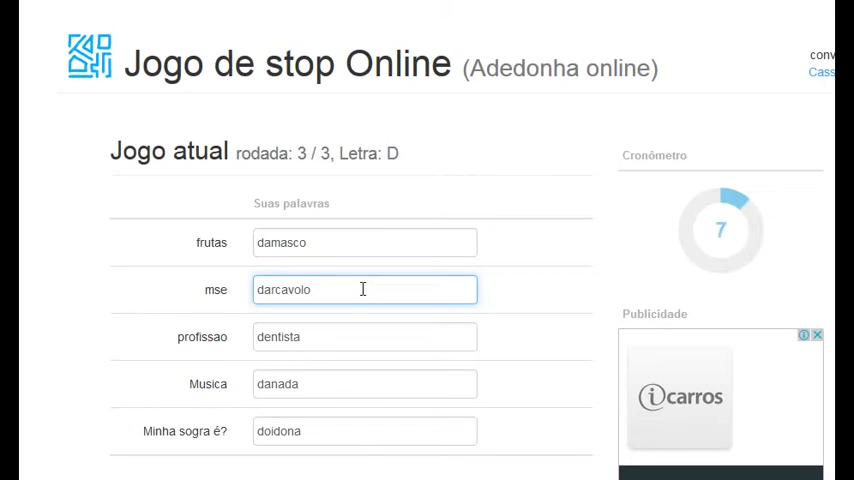 Jogo de stop Online (Adedonha online)
conv
Cass
Jogo atual rodada: 3 / 3, Letra: D
Cronômetro
7
Suas palavras
frutas damasco
mse darcavolo
profissao dentista
Musica danada
Minha sogra é? doidona
Publicidade
icarros